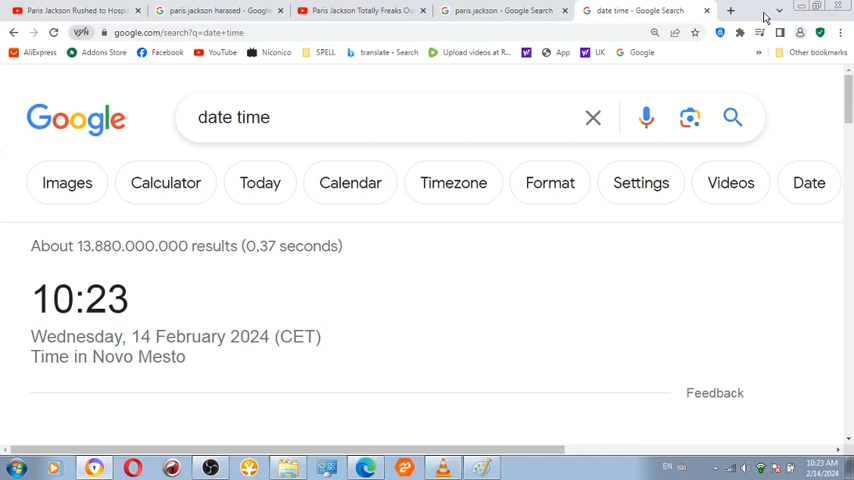 Paris Jackson Rushed to Hospi
paris jackson harased - Google
Paris Jackson Totally Freaks Ou
paris jackson - Google Search
date time - Google Search
VPN
google.com/search?q=date+time
AliExpress
Addons Store
Facebook
YouTube
Niconico
SPELL
translate - Search
Upload videos at R...
App
UK
Google
»
Other bookmarks
Google
date time
Images
Calculator
Today
Calendar
Timezone
Format
Settings
Videos
Date
About 13.880.000.000 results (0,37 seconds)
10:23
Wednesday, 14 February 2024 (CET)
Time in Novo Mesto
Feedback
EN
10:23 AM
2/14/2024